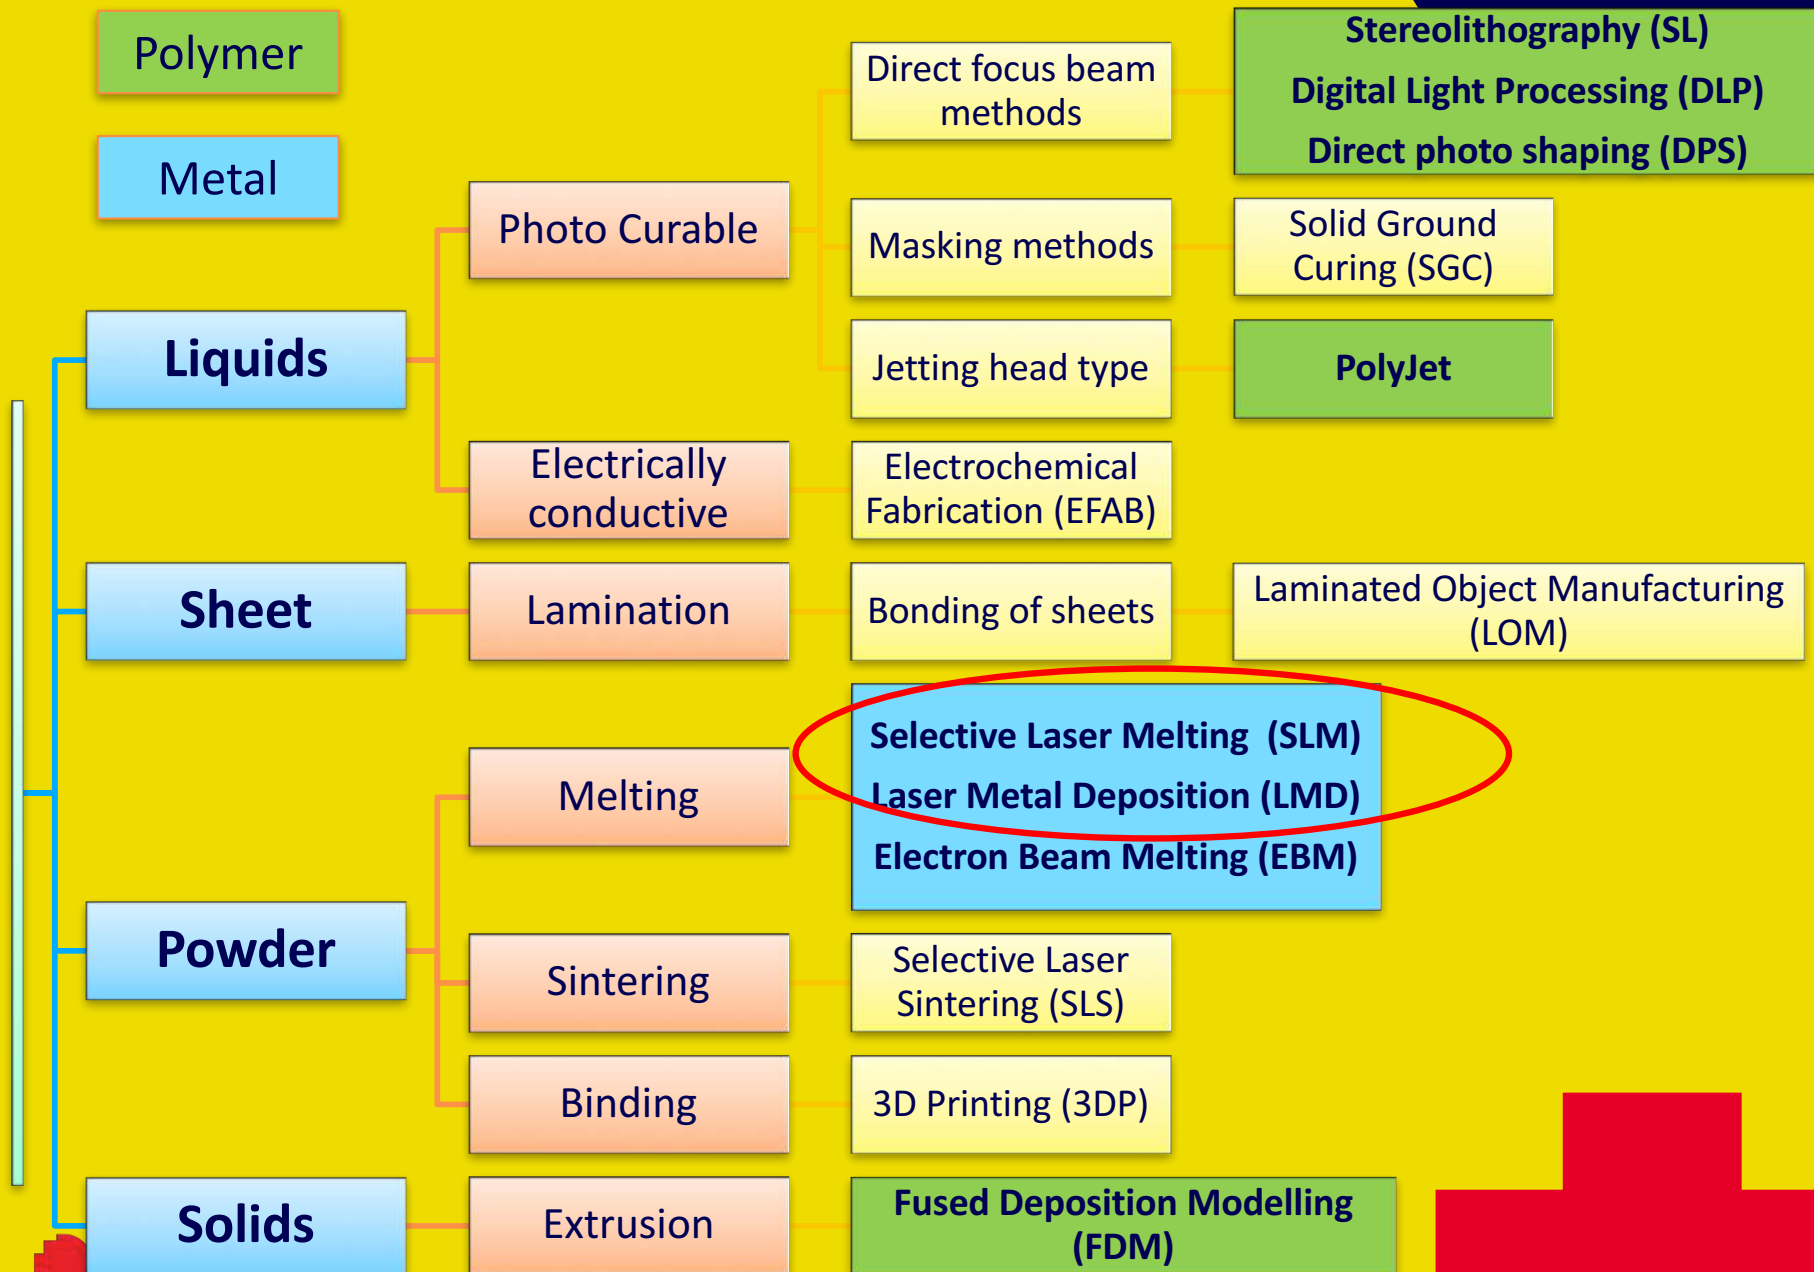 Polymer
Metal
Liquids
Photo Curable
Direct focus beam
methods
Stereolithography (SL)
Digital Light Processing (DLP)
Direct photo shaping (DPS)
Masking methods
Solid Ground
Curing (SGC)
Jetting head type
PolyJet
Electrically
conductive
Electrochemical
Fabrication (EFAB)
Sheet
Lamination
Bonding of sheets
Laminated Object Manufacturing
(LOM)
Powder
Melting
Selective Laser Melting (SLM)
Laser Metal Deposition (LMD)
Electron Beam Melting (EBM)
Sintering
Selective Laser
Sintering (SLS)
Binding
3D Printing (3DP)
Solids
Extrusion
Fused Deposition Modelling
(FDM)